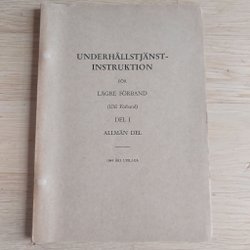 UNDERHÅLLSTJÄNST-
INSTRUKTION
FÖR
LÄGRE FÖRBAND
DEL I
ALLMÄN DEL